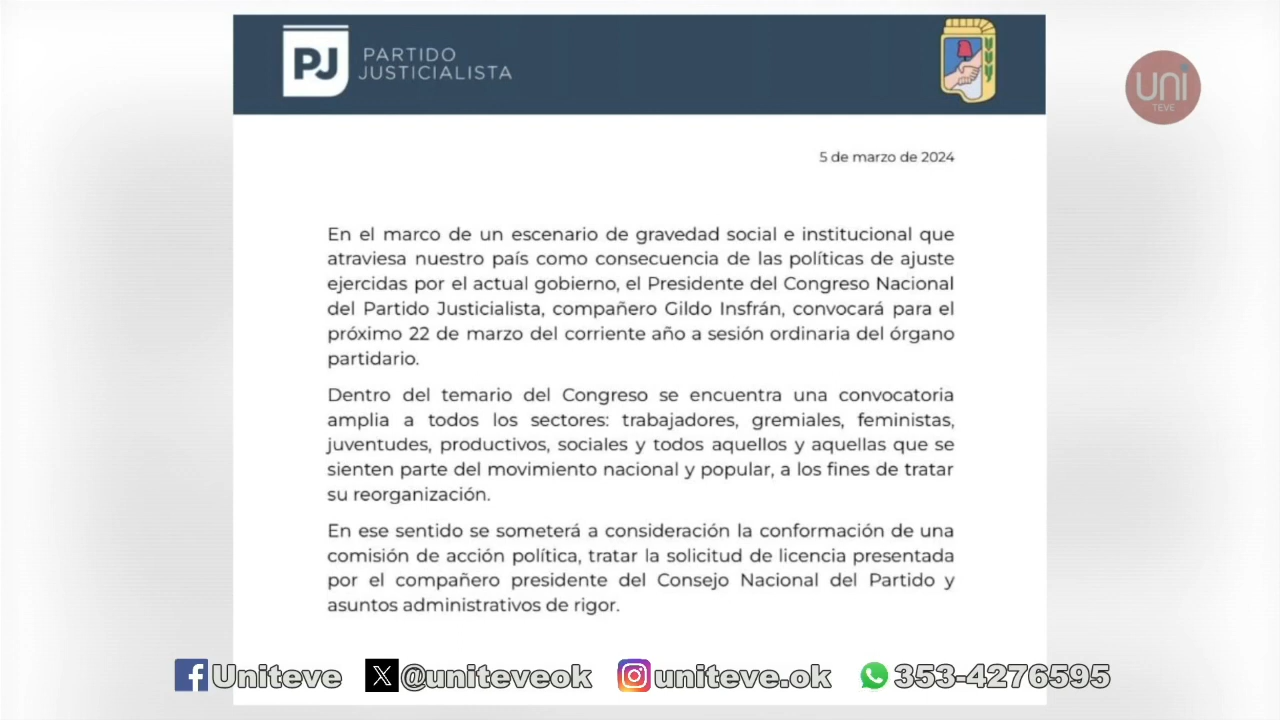 PJ PARTIDO
JUSTICIALISTA
uni
TEVE
5 de marzo de 2024
En el marco de un escenario de gravedad social e institucional que
atraviesa nuestro país como consecuencia de las políticas de ajuste
ejercidas por el actual gobierno, el Presidente del Congreso Nacional
del Partido Justicialista, compañero Gildo Insfrán, convocará para el
próximo 22 de marzo del corriente año a sesión ordinaria del órgano
partidario.
Dentro del temario del Congreso se encuentra una convocatoria
amplia a todos los sectores: trabajadores, gremiales, feministas,
juventudes, productivos, sociales y todos aquellos y aquellas que se
sienten parte del movimiento nacional y popular, a los fines de tratar
su reorganización.
En ese sentido se someterá a consideración la conformación de una
comisión de acción política, tratar la solicitud de licencia presentada
por el compañero presidente del Consejo Nacional del Partido y
asuntos administrativos de rigor.
Uniteve @uniteveok uniteve.ok 353-4276595